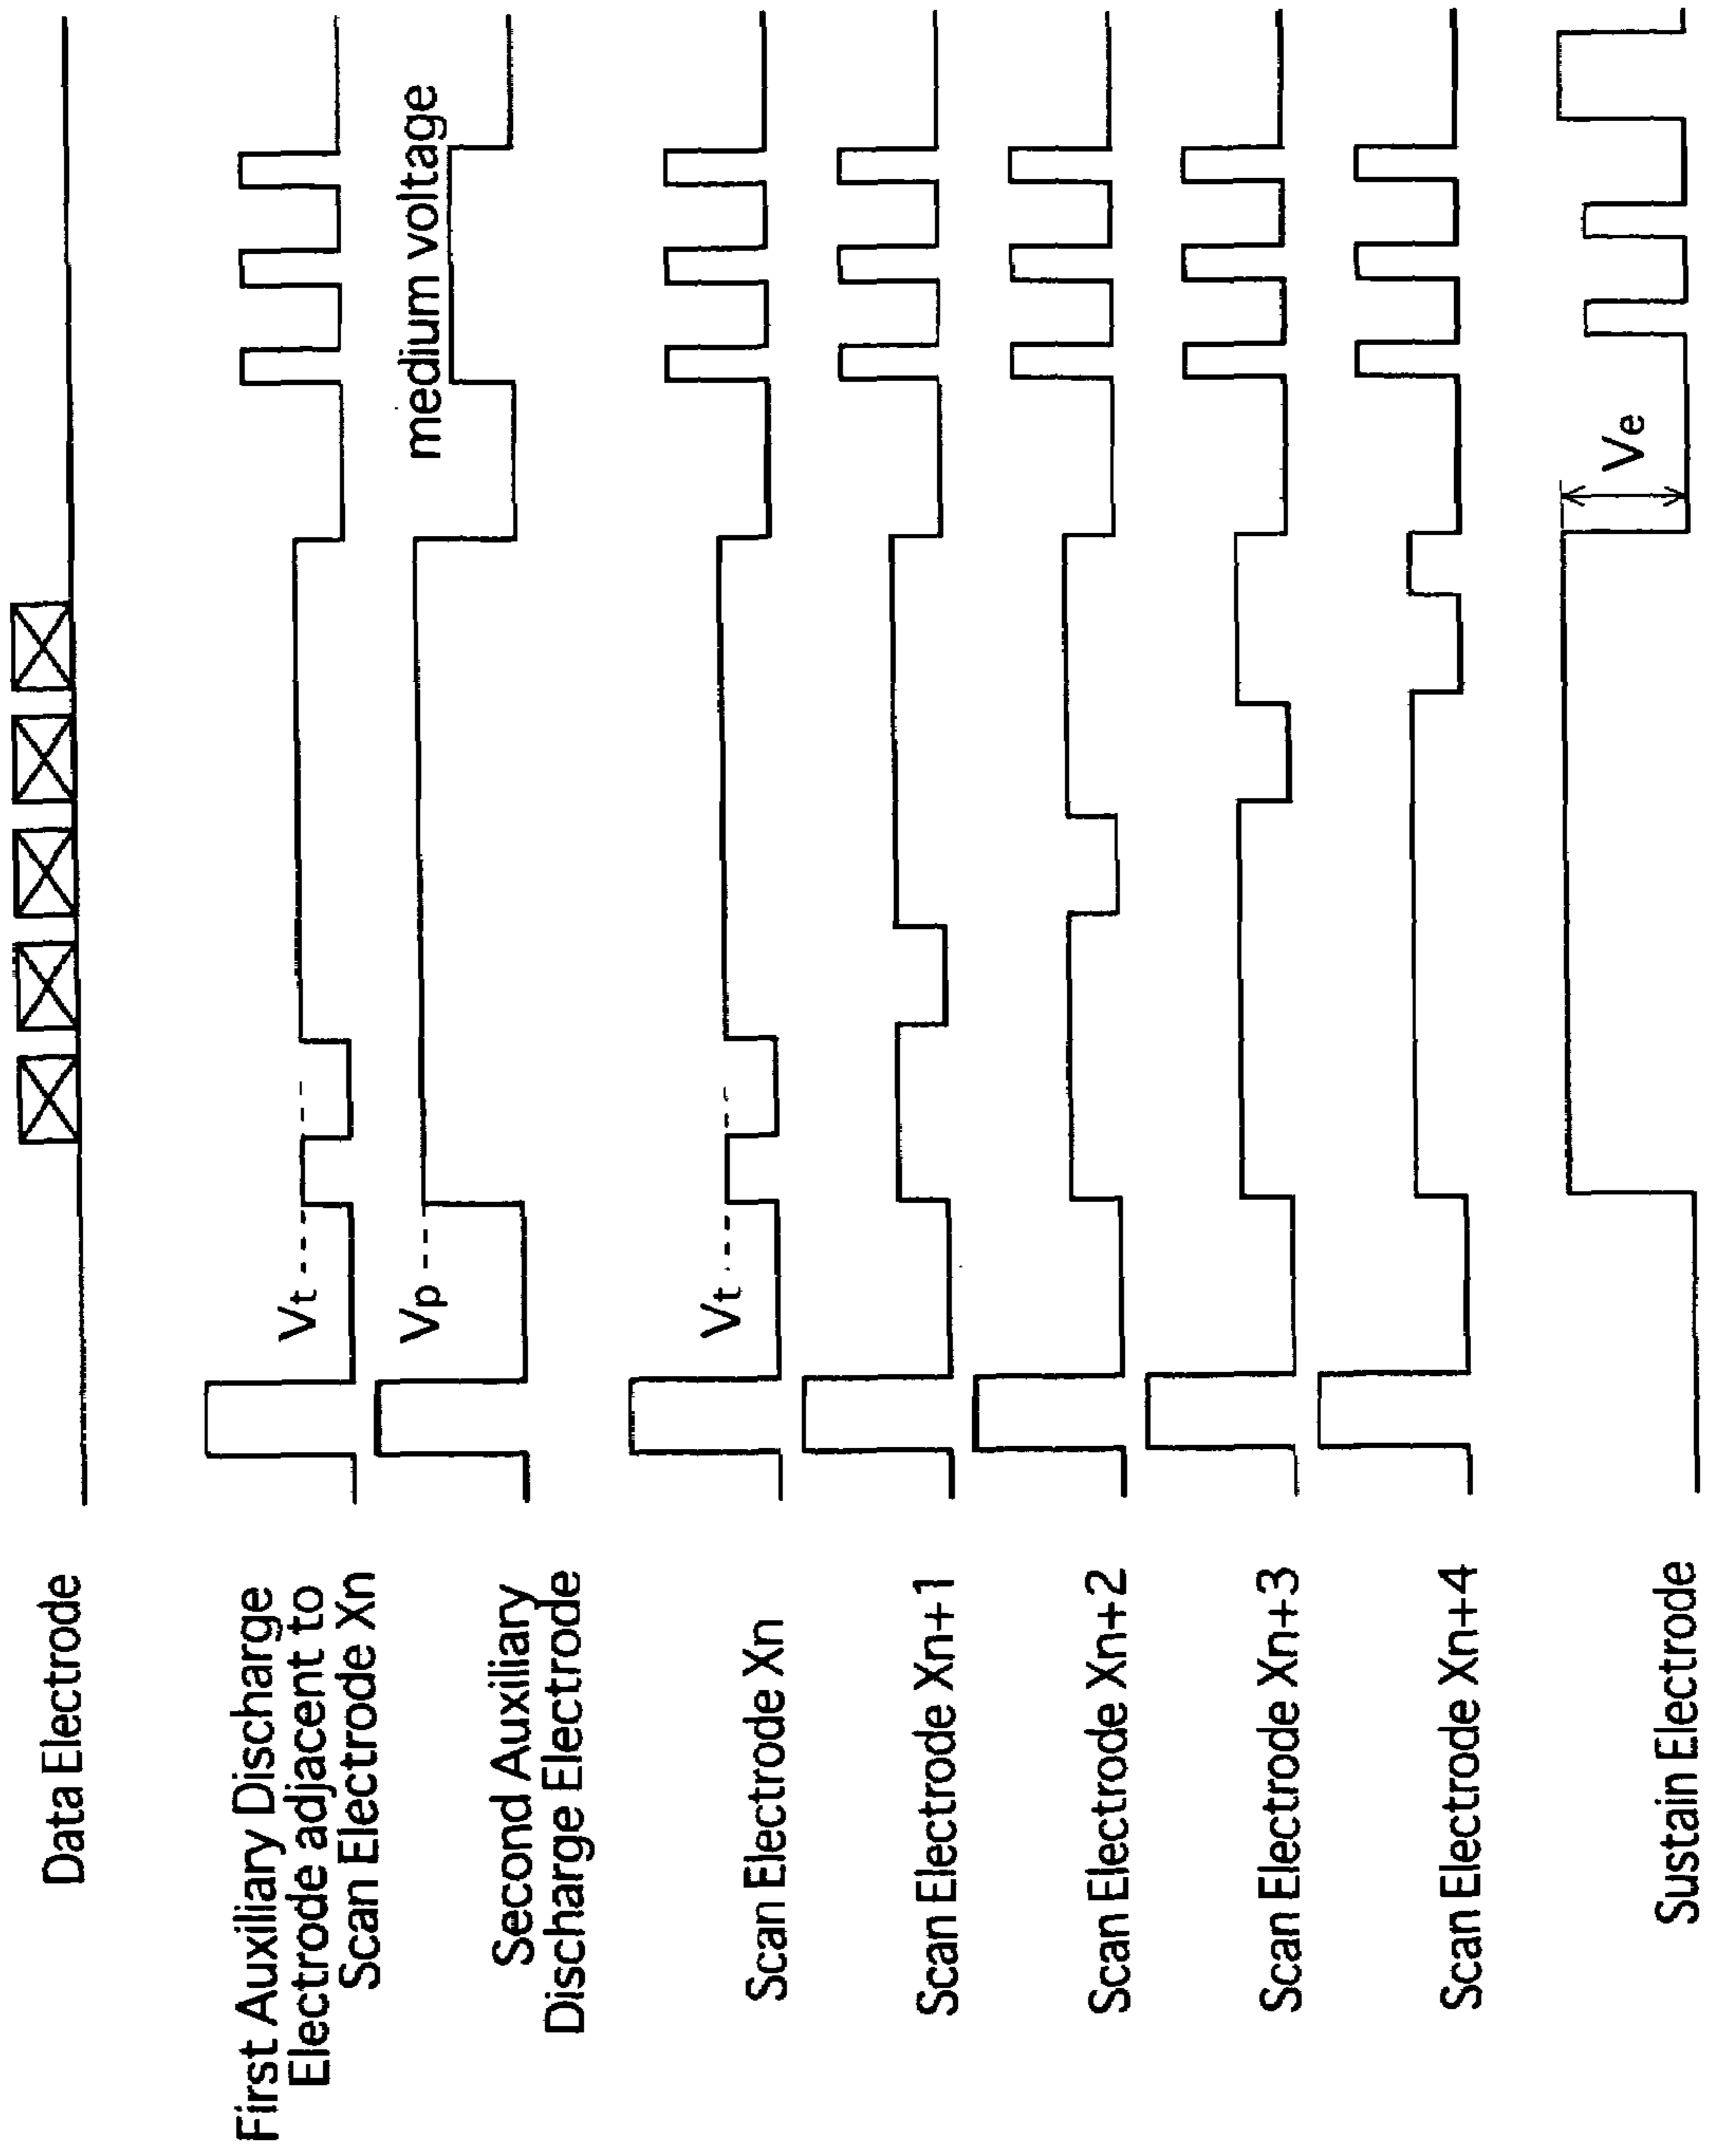 Data Electrode
First Auxiliary Discharge
Electrode adjacent to
Scan Electrode Xn
Vt
Second Auxiliary
Discharge Electrode
Vp
medium voltage
Scan Electrode Xn
Vt
Scan Electrode Xn+1
Scan Electrode Xn+2
Scan Electrode Xn+3
Scan Electrode Xn+4
Sustain Electrode
Ve